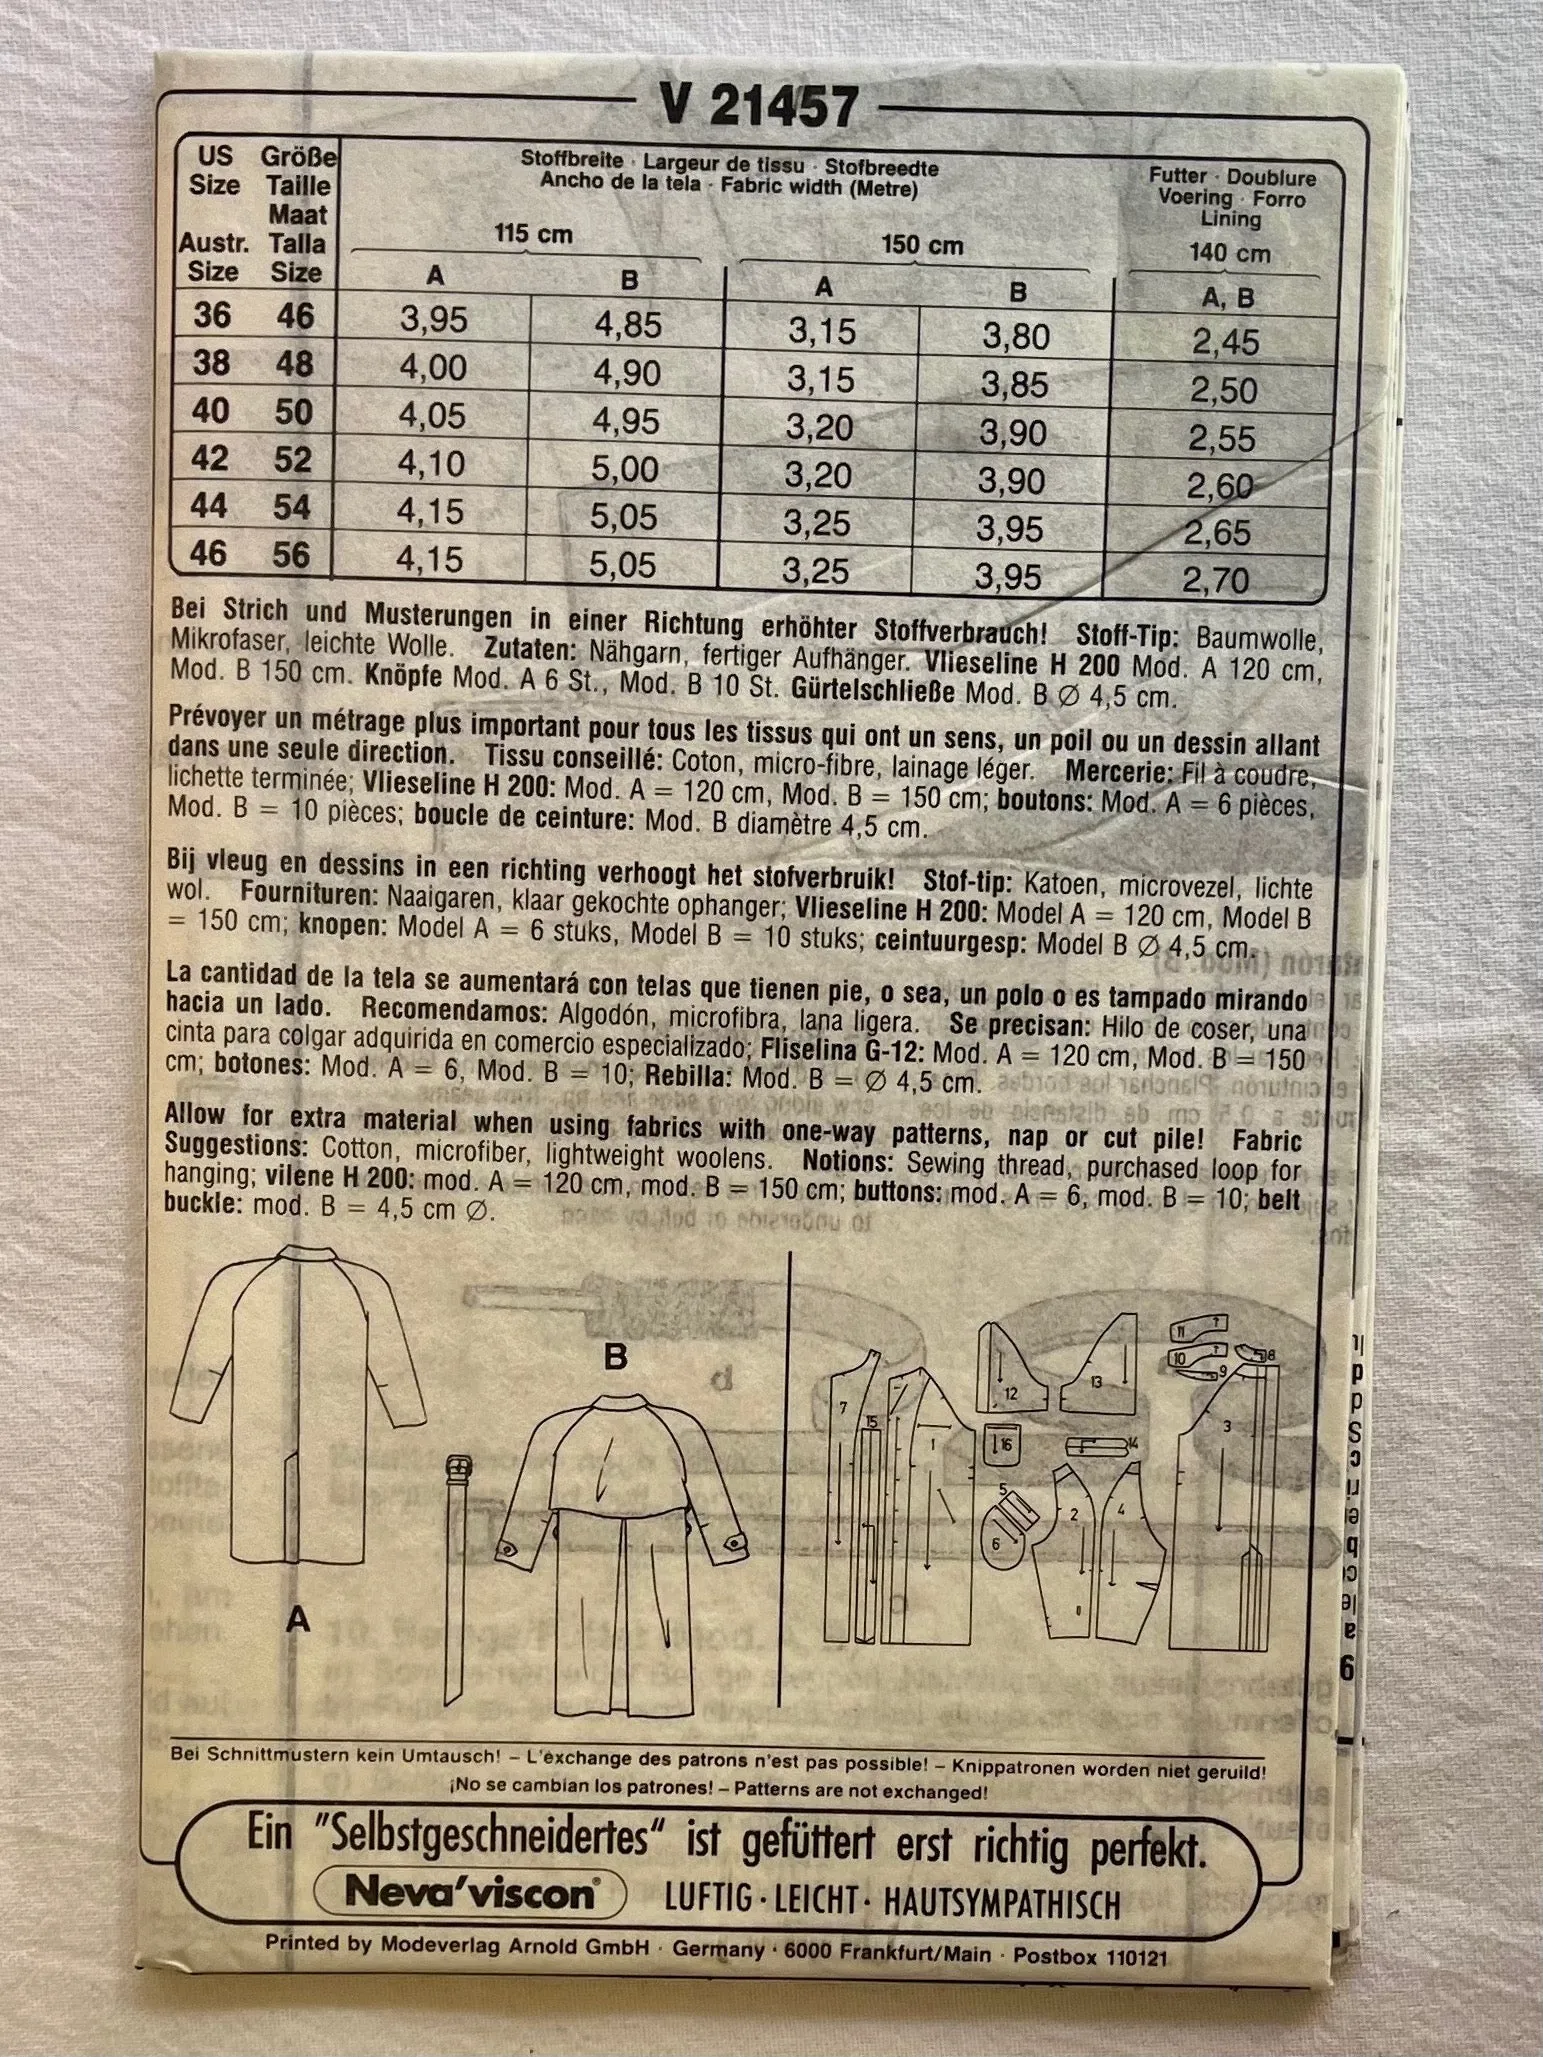 V 21457
US Größe
Size Taille
Maat
Austr. Talla
Size Size
Stoffbreite · Largeur de tissu · Stofbreedte
Ancho de la tela · Fabric width (Metre)
Futter · Doublure
Voering · Forro
Lining
115 cm 150 cm 140 cm
A B A B A, B
36 46 3,95 4,85 3,15 3,80 2,45
38 48 4,00 4,90 3,15 3,85 2,50
40 50 4,05 4,95 3,20 3,90 2,55
42 52 4,10 5,00 3,20 3,90 2,60
44 54 4,15 5,05 3,25 3,95 2,65
46 56 4,15 5,05 3,25 3,95 2,70
Bei Strich und Musterungen in einer Richtung erhöhter Stoffverbrauch! Stoff-Tip: Baumwolle,
Mikrofaser, leichte Wolle. Zutaten: Nähgarn, fertiger Aufhänger. Vlieseline H 200 Mod. A 120 cm,
Mod. B 150 cm. Knöpfe Mod. A 6 St., Mod. B 10 St. Gürtelschließe Mod. B Ø 4,5 cm.
Prévoyer un métrage plus important pour tous les tissus qui ont un sens, un poil ou un dessin allant
dans une seule direction. Tissu conseillé: Coton, micro-fibre, lainage léger. Mercerie: Fil à coudre,
lichette terminée; Vlieseline H 200: Mod. A = 120 cm, Mod. B = 150 cm; boutons: Mod. A = 6 pièces,
Mod. B = 10 pièces; boucle de ceinture: Mod. B diamètre 4,5 cm.
Bij vleug en dessins in een richting verhoogt het stofverbruik! Stof-tip: Katoen, microvezel, lichte
wol. Fournituren: Naaigaren, klaar gekochte ophanger; Vlieseline H 200: Model A = 120 cm, Model B
= 150 cm; knopen: Model A = 6 stuks, Model B = 10 stuks; ceintuurgesp: Model B Ø 4,5 cm.
La cantidad de la tela se aumentará con telas que tienen pie, o sea, un polo o es tampado mirando
hacia un lado. Recomendamos: Algodón, microfibra, lana ligera. Se precisan: Hilo de coser, una
cinta para colgar adquirida en comercio especializado; Fliselina G-12: Mod. A = 120 cm, Mod. B = 150
cm; botones: Mod. A = 6, Mod. B = 10; Rebilla: Mod. B = Ø 4,5 cm.
Allow for extra material when using fabrics with one-way patterns, nap or cut pile! Fabric
Suggestions: Cotton, microfiber, lightweight woolens. Notions: Sewing thread, purchased loop for
hanging; vilene H 200: mod. A = 120 cm, mod. B = 150 cm; buttons: mod. A = 6, mod. B = 10; belt
buckle: mod. B = 4,5 cm Ø.
A
B
7
15
1
12
13
16
14
5
6
2
4
11
10
9
8
3
Bei Schnittmustern kein Umtausch! – L'èxchange des patrons n'est pas possible! – Knippatronen worden niet geruild!
¡No se cambian los patrones! – Patterns are not exchanged!
Ein "Selbstgeschneidertes“ ist gefüttert erst richtig perfekt.
Neva'viscon® LUFTIG · LEICHT · HAUTSYMPATHISCH
Printed by Modeverlag Arnold GmbH · Germany · 6000 Frankfurt/Main · Postbox 110121